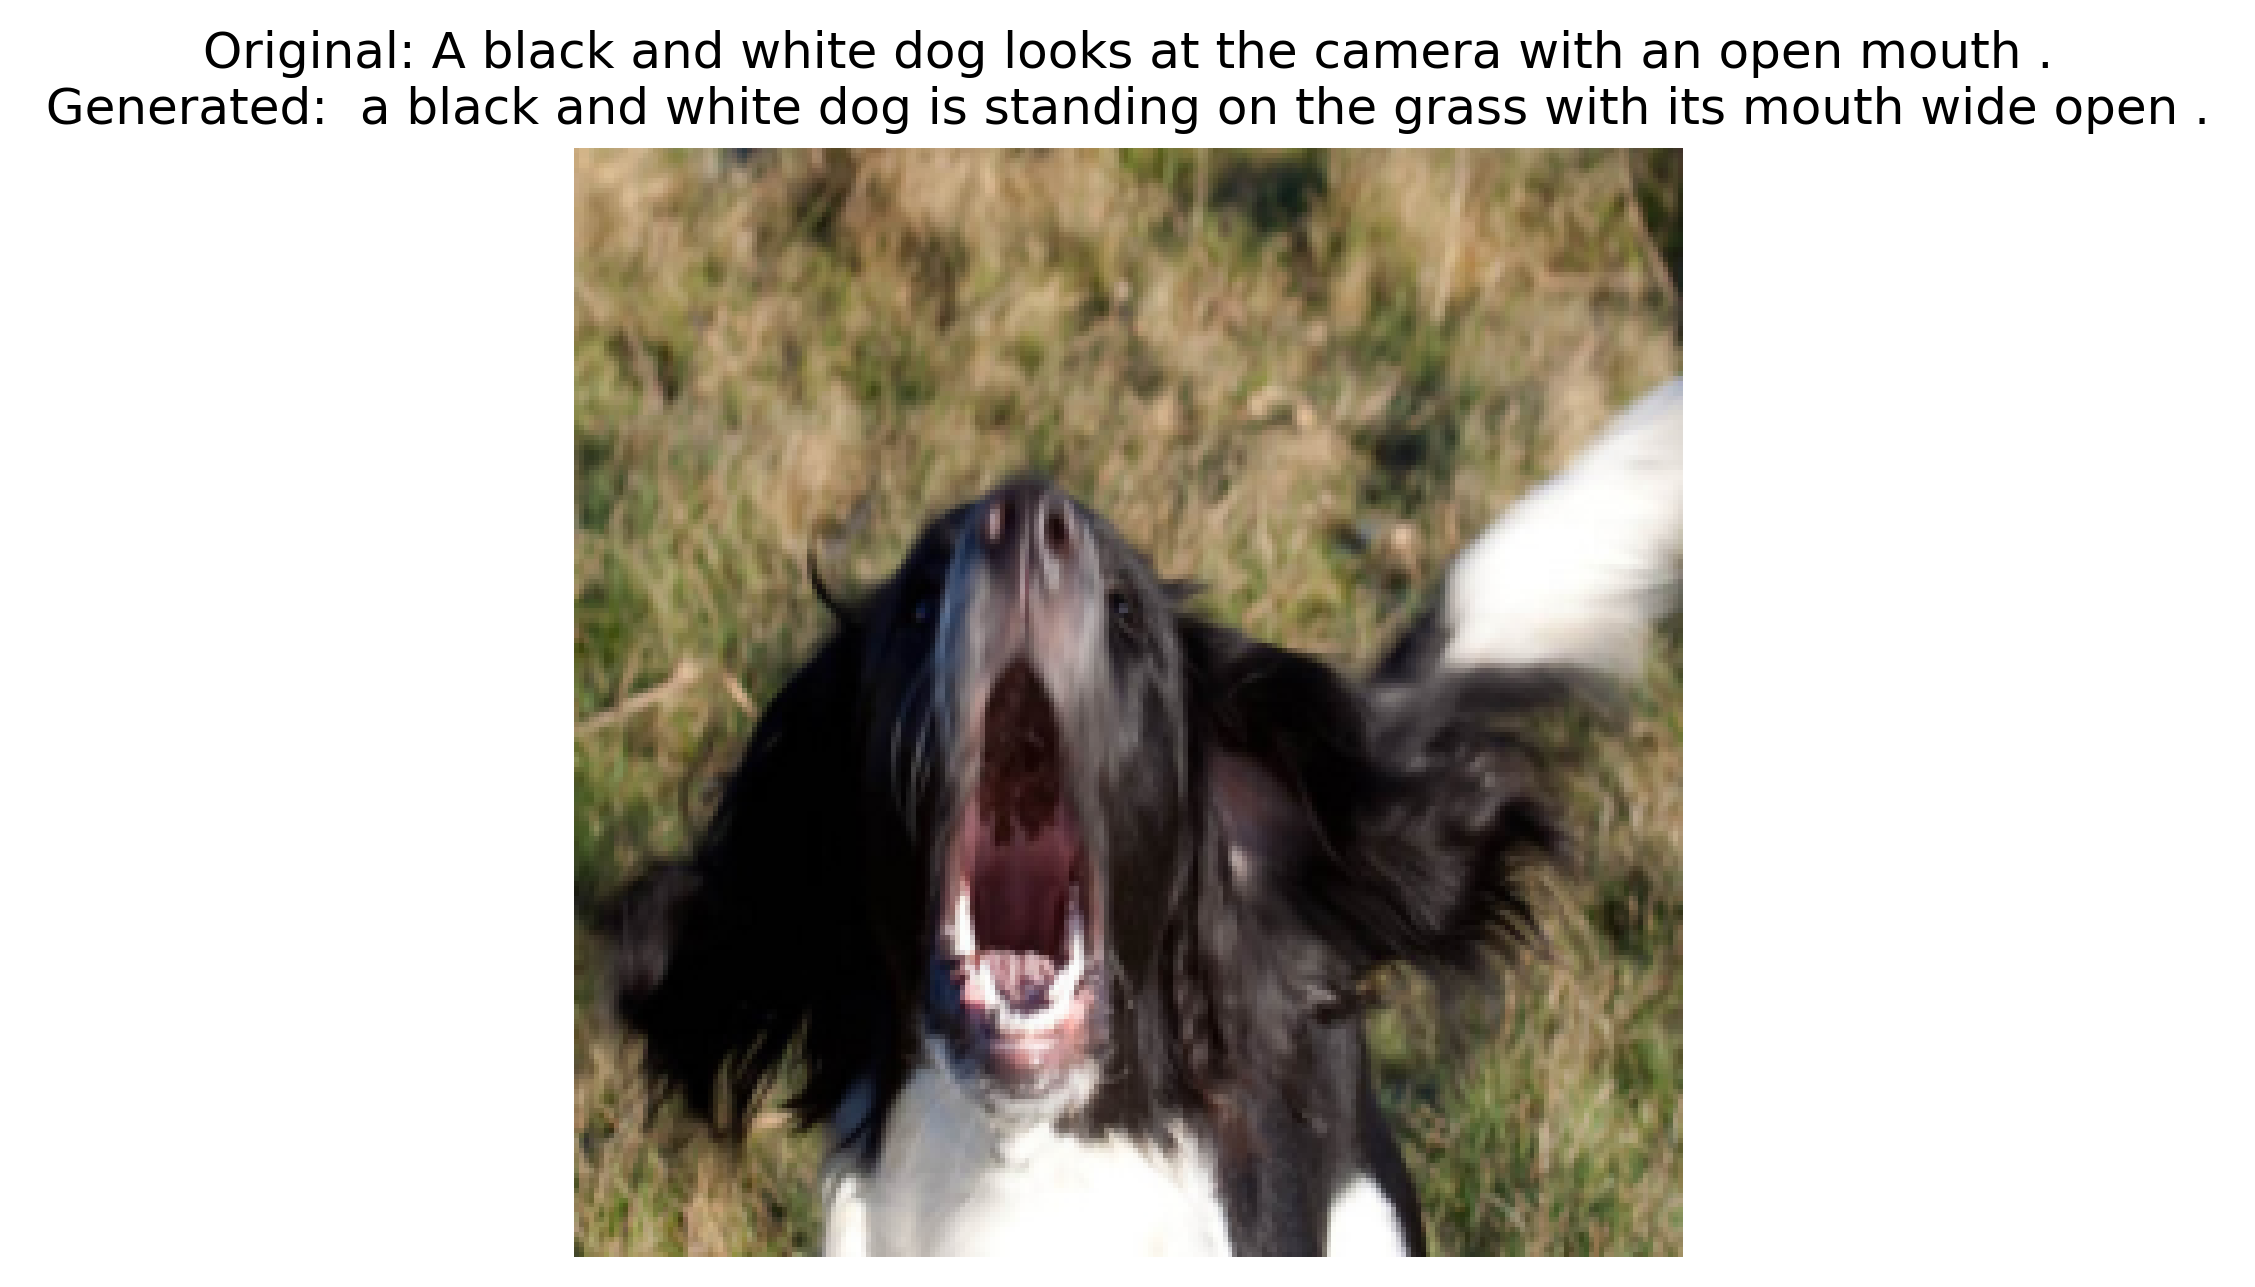 Original: A black and white dog looks at the camera with an open mouth .
Generated:  a black and white dog is standing on the grass with its mouth wide open .